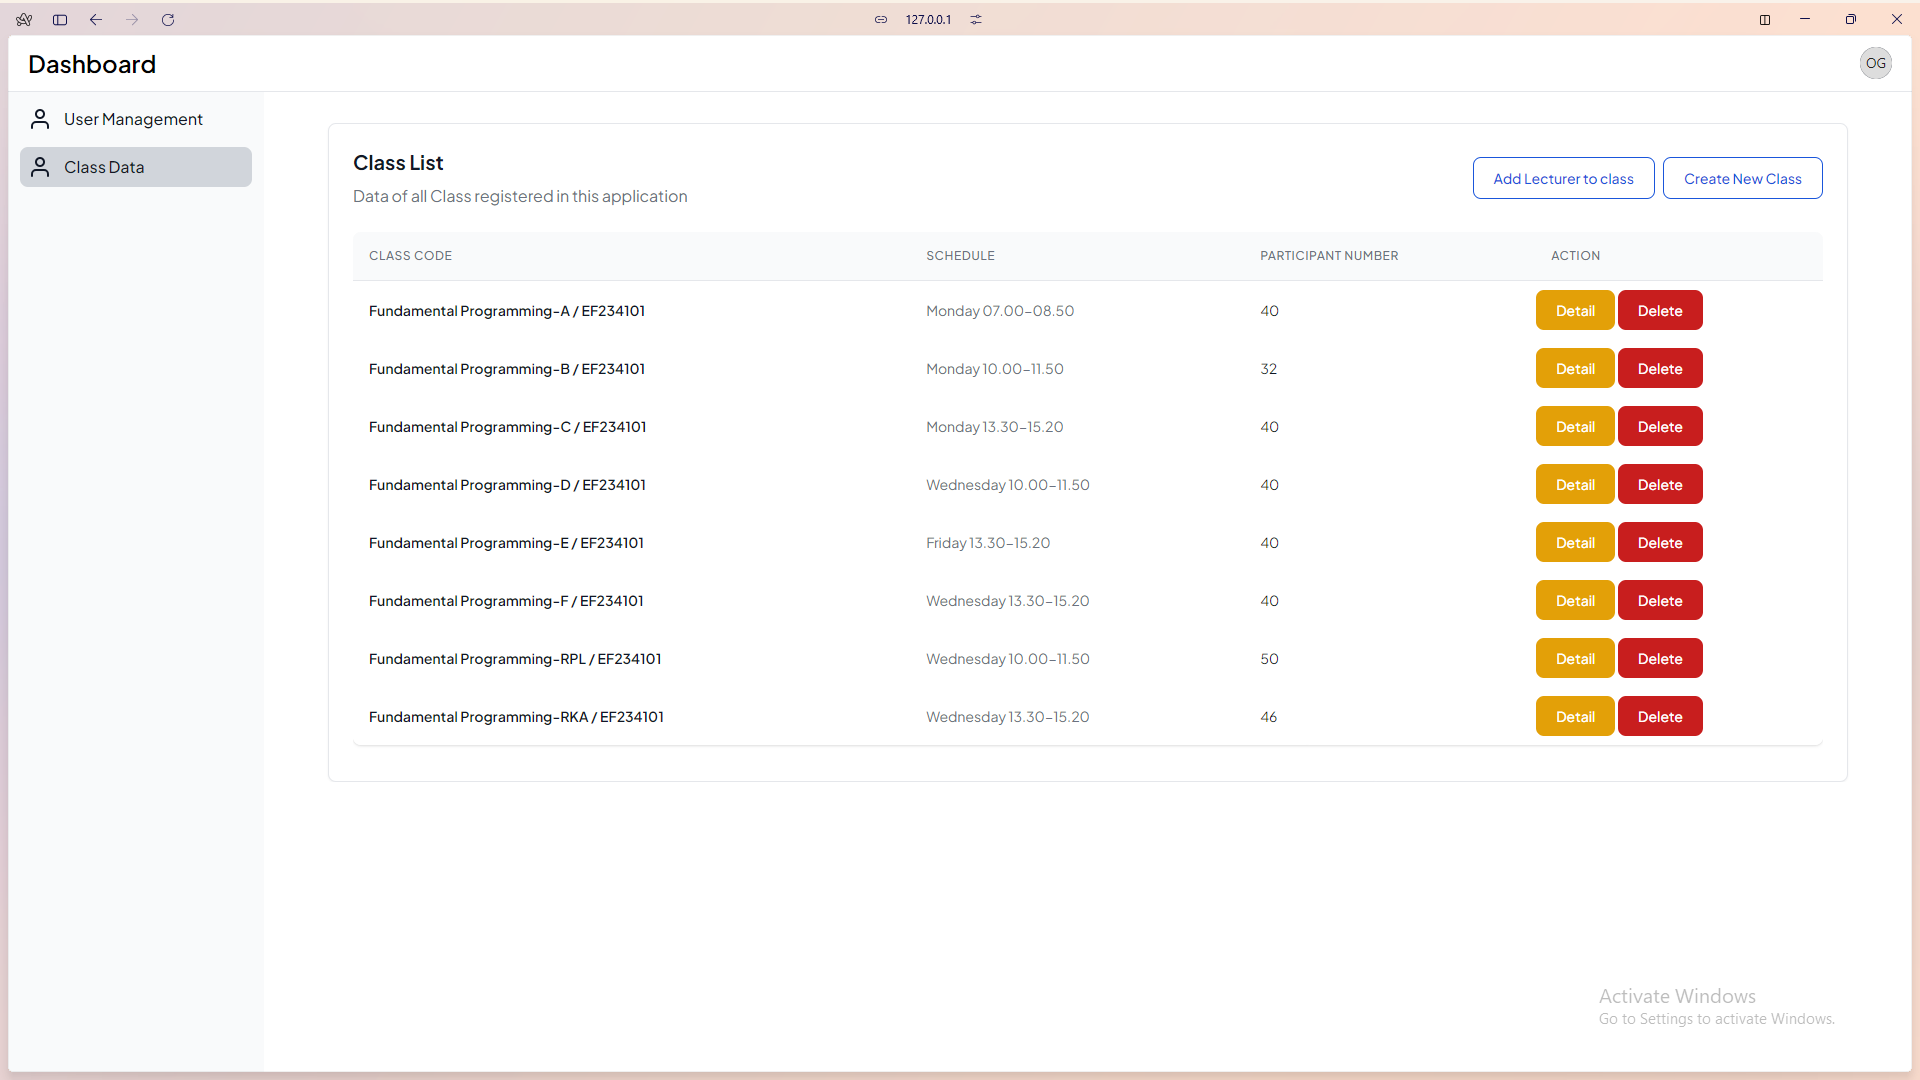 127.0.0.1
Dashboard
OG
User Management
Class Data
Class List
Data of all Class registered in this application
Add Lecturer to class
Create New Class
CLASS CODE SCHEDULE PARTICIPANT NUMBER ACTION
Fundamental Programming-A / EF234101 Monday 07.00-08.50 40 Detail Delete
Fundamental Programming-B / EF234101 Monday 10.00-11.50 32 Detail Delete
Fundamental Programming-C / EF234101 Monday 13.30-15.20 40 Detail Delete
Fundamental Programming-D / EF234101 Wednesday 10.00-11.50 40 Detail Delete
Fundamental Programming-E / EF234101 Friday 13.30-15.20 40 Detail Delete
Fundamental Programming-F / EF234101 Wednesday 13.30-15.20 40 Detail Delete
Fundamental Programming-RPL / EF234101 Wednesday 10.00-11.50 50 Detail Delete
Fundamental Programming-RKA / EF234101 Wednesday 13.30-15.20 46 Detail Delete
Activate Windows
Go to Settings to activate Windows.